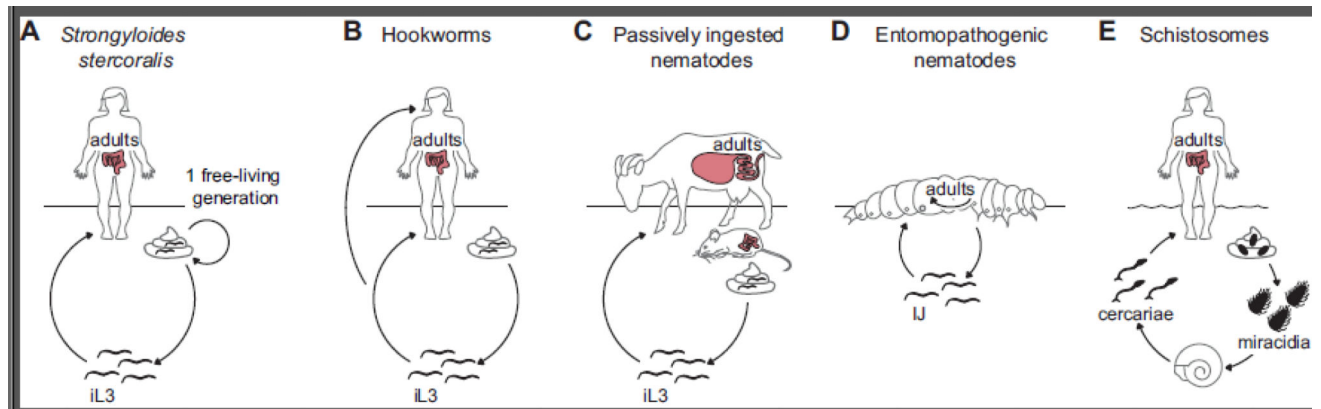 A Strongyloides
stercoralis
adults
1 free-living
generation
iL3
B Hookworms
adults
iL3
C Passively ingested
nematodes
adults
iL3
D Entomopathogenic
nematodes
adults
IJ
E Schistosomes
adults
cercariae
miracidia